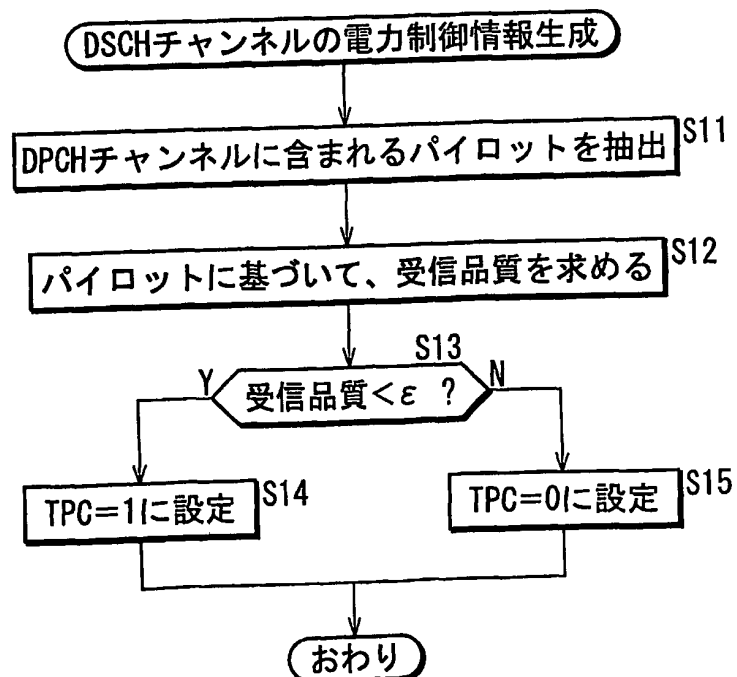 DSCHチャンネルの電力制御情報生成
DPCHチャンネルに含まれるパイロットを抽出
S11
パイロットに基づいて、受信品質を求める
S12
S13
Y
受信品質<ε ?
N
TPC=1に設定
S14
TPC=0に設定
S15
おわり